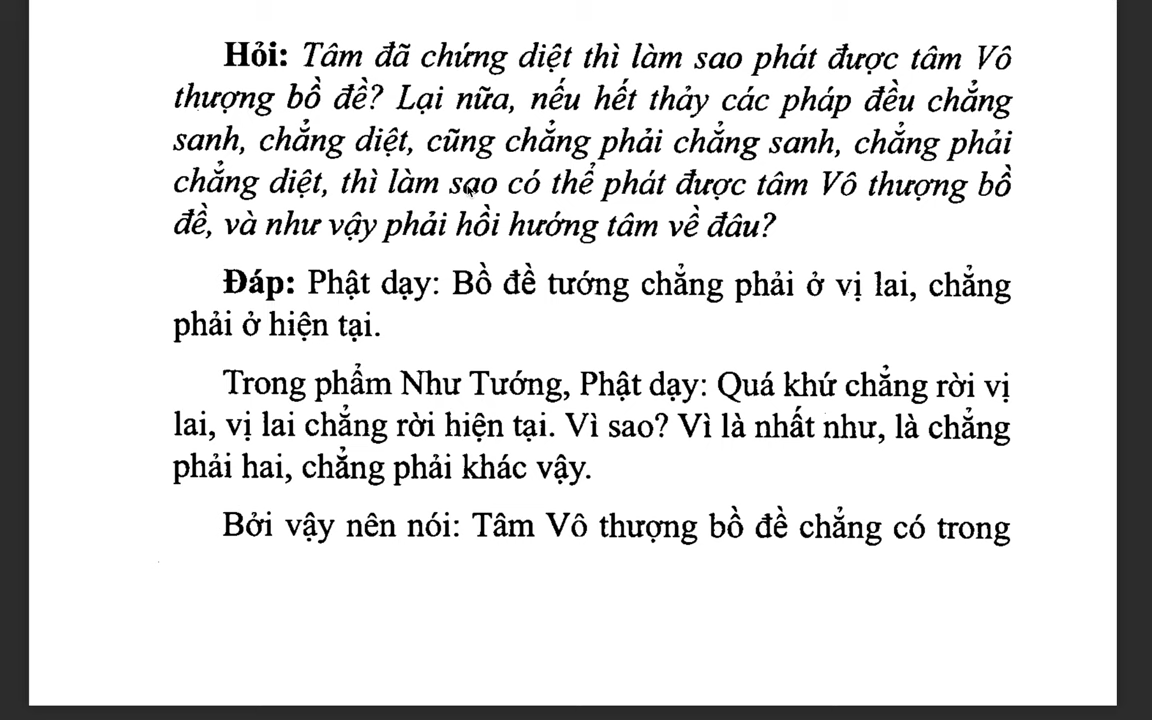 Hỏi: Tâm đã chứng diệt thì làm sao phát được tâm Vô
thượng bồ đề? Lại nữa, nếu hết thảy các pháp đều chẳng
sanh, chẳng diệt, cũng chẳng phải chẳng sanh, chẳng phải
chẳng diệt, thì làm sao có thể phát được tâm Vô thượng bồ
đề, và như vậy phải hồi hướng tâm về đâu?
Đáp: Phật dạy: Bồ đề tướng chẳng phải ở vị lai, chẳng
phải ở hiện tại.
Trong phẩm Như Tướng, Phật dạy: Quá khứ chẳng rời vị
lai, vị lai chẳng rời hiện tại. Vì sao? Vì là nhất như, là chẳng
phải hai, chẳng phải khác vậy.
Bởi vậy nên nói: Tâm Vô thượng bồ đề chẳng có trong